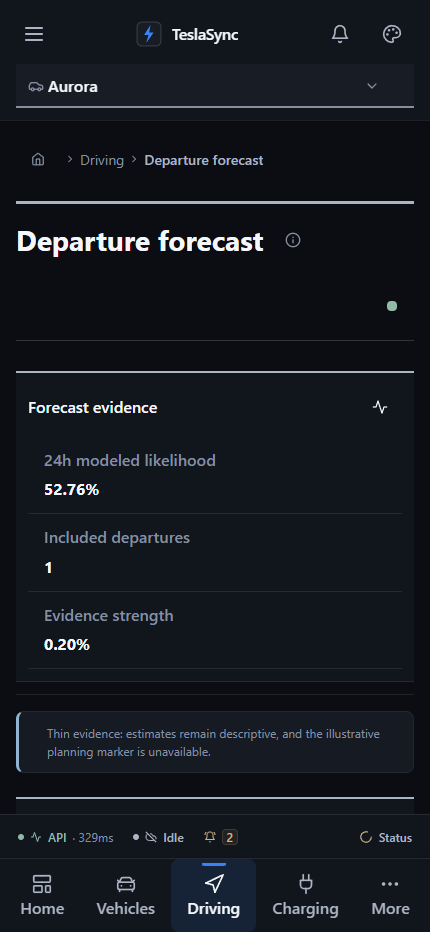 TeslaSync
Aurora
Driving
Departure forecast
Departure forecast
Forecast evidence
24h modeled likelihood
52.76%
Included departures
1
Evidence strength
0.20%
Thin evidence: estimates remain descriptive, and the illustrative
planning marker is unavailable.
API · 329ms
Idle
2
Status
Home
Vehicles
Driving
Charging
More